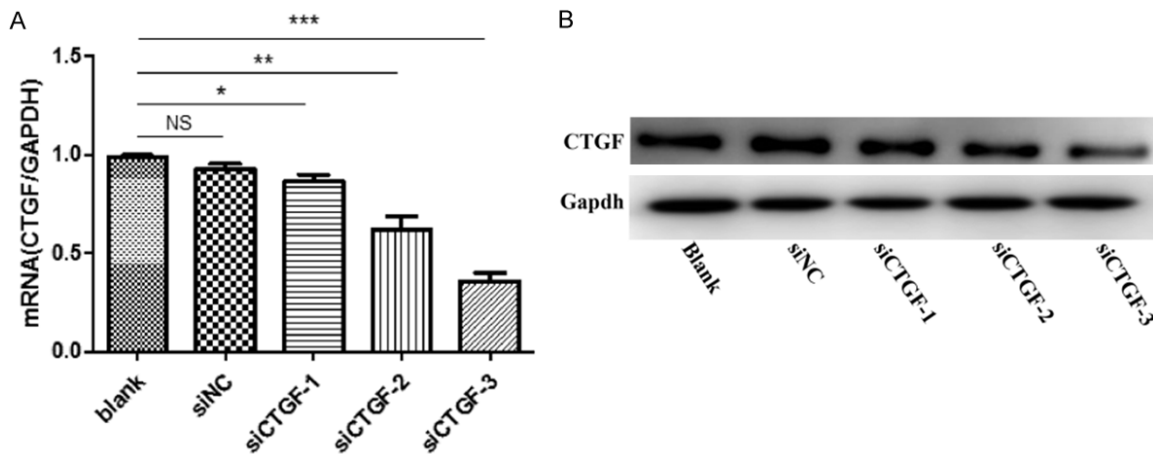 A
***
**
*
NS
mRNA(CTGF/GAPDH)
1.5
1.0
0.5
0.0
blank
siNC
siCTGF-1
siCTGF-2
siCTGF-3
B
CTGF
Gapdh
Blank
siNC
siCTGF-1
siCTGF-2
siCTGF-3